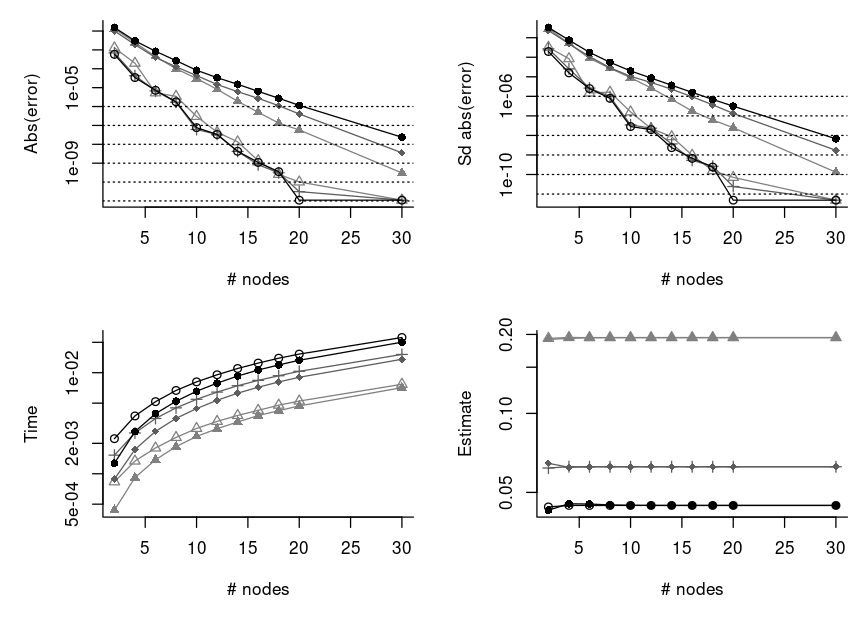 Abs(error)
1e-05
1e-09
5 10 15 20 25 30
# nodes
Sd abs(error)
1e-06
1e-10
5 10 15 20 25 30
# nodes
Time
1e-02
2e-03
5e-04
5 10 15 20 25 30
# nodes
Estimate
0.20
0.10
0.05
5 10 15 20 25 30
# nodes